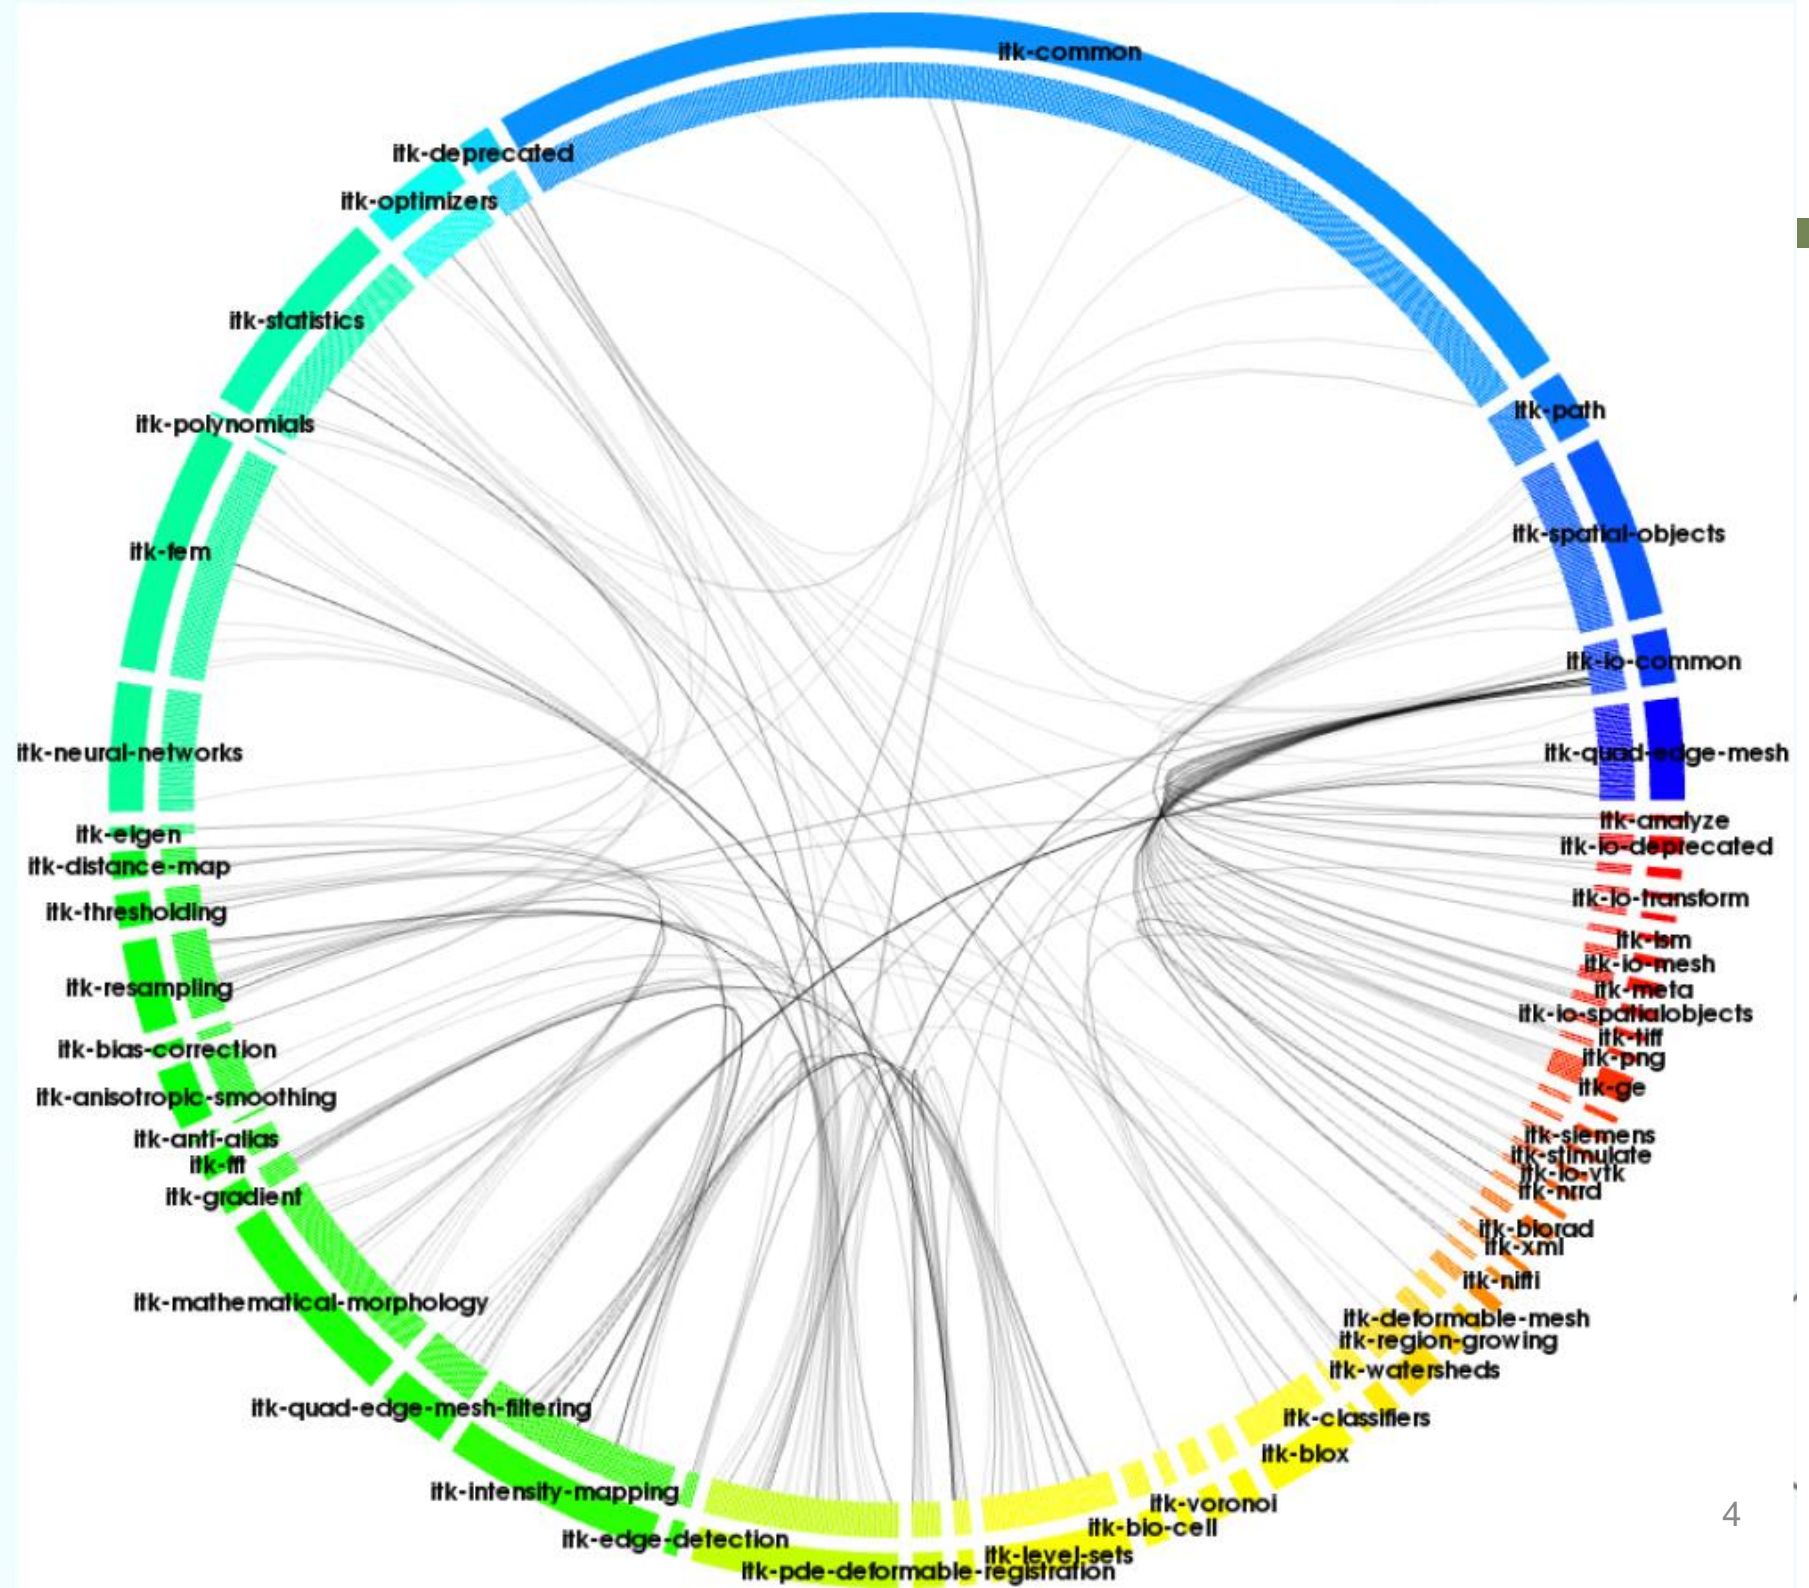 itk-common
itk-deprecated
itk-optimizers
itk-statistics
itk-path
itk-polynomials
itk-spatial-objects
itk-fem
itk-io-common
itk-neural-networks
itk-quad-edge-mesh
itk-analyze
itk-eigen
itk-io-deprecated
itk-distance-map
itk-io-transform
itk-thresholding
itk-lsm
itk-io-mesh
itk-resampling
itk-meta
itk-io-spatialobjects
itk-tiff
itk-bias-correction
itk-png
itk-ge
itk-anisotropic-smoothing
itk-siemens
itk-anti-alias
itk-stimulate
itk-fft
itk-io-vtk
itk-nrrd
itk-gradient
itk-biorad
itk-xml
itk-nifti
itk-mathematical-morphology
itk-deformable-mesh
itk-region-growing
itk-watersheds
itk-quad-edge-mesh-filtering
itk-classifiers
itk-blox
itk-intensity-mapping
itk-voronoi
4
itk-bio-cell
itk-edge-detection
itk-level-sets
itk-pde-deformable-registration